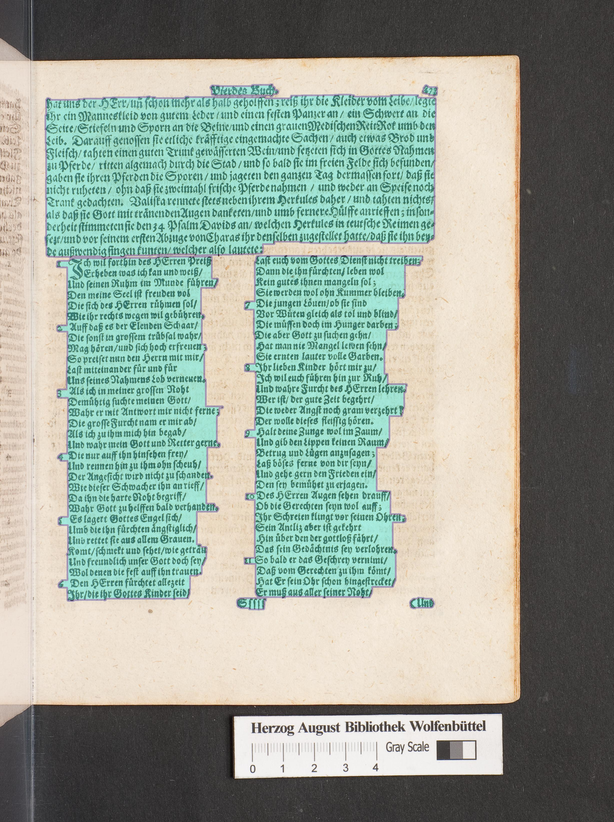 Vierdes Buch.
hat uns der HErr/uñ schon mehr als halb geholffen; reiß ihr die Kleider vom Leibe/legte
ihr ein Manneskleid von gutem Leder/und einen festen Panzer an/ ein Schwert an die
Seite/Stiefeln und Sporn an die Beine/und einen grauen Medischen ReitRok umb den
Leib. Darauff genossen sie etliche kräfftige eingemachte Sachen/ auch etwas Brod und
Fleisch/ tahten einen guten Trunk gewässerten Wein/und setzeten sich in Gottes Nahmen
zu Pferde/ ritten algemach durch die Stad/ und so bald sie im freien Felde sich befunden/
gaben sie ihren Pferden die Sporen/ und jageten den ganzen Tag dermassen fort/ daß sie
nicht ruheten/ ohn daß sie zweimahl frische Pferde nahmen/ und weder an Speise noch
Trank gedachten. Valiska rennete stets neben ihrem Herkules daher/ und tahten nichts/
als daß sie Gott mit tränenden Augen danketen/und umb fernere Hülffe anrieffen; inson-
derheit stimmeten sie den 34 Psalm Davids an/ welchen Herkules in teutsche Reimen ge-
sezt/und vor seinem ersten Abzuge von Charas ihr denselben zugestellet hatte/daß sie ihn bey-
de außwendig singen kunten/ welcher also lautete:
Ich wil forthin des HErren Preiß
Erheben was ich kan und weiß/
Und seinen Ruhm im Munde führen/
Den meine Seel ist freuden vol
Die sich des HErren rühmen sol/
Wie ihr rechts wegen wil gebühren.
Auff daß es der Elenden Schaar/
Die sonst in grossem trübsal wahr/
Mag hören/und sich hoch erfreuen;
So preiset nun den Herrn mit mir/
Last miteinander für und für
Uns seines Nahmens Lob verneuen.
Als ich in meiner grossen Noht
Demühtig suchte meinen Gott/
Wahr er mit Antwort mir nicht ferne;
Die grosse Furcht nam er mir ab/
Als ich zu ihm mich hin begab/
Und wahr mein Gott und Retter gerne.
Die nur auff ihn hinsehen frey/
Und rennen hin zu ihm ohn scheuh/
Der Angesicht wird nicht zu schanden.
Wie dieser Schwacher ihn anrieff/
Da ihn die harte Noht begriff/
Wahr Gott zu helffen bald verhanden.
Es lagert Gottes Engel sich/
Umb die ihn fürchten ängstiglich/
Und rettet sie aus allem Grauen.
Komt/schmekt und sehet/wie getrau
Und freundlich unser Gott doch sey/
Wol denen die fest auff ihn trauen.
Den HErren fürchtet allezeit
Ihr/die ihr Gottes Kinder seid/
Last euch vom Gottes Dienst nicht treiben;
Dann die ihn fürchten/ leben wol
Kein gutes ihnen mangeln sol;
Sie werden wol ohn Kummer bleiben.
Die jungen Löuen/ob sie sind
Vor Wüten gleich als tol und blind/
Die müssen doch im Hunger darben;
Die aber Gott zu suchen gehn/
Hat man nie Mangel leiden sehn/
Sie ernten lauter volle Garben.
Ihr lieben Kinder hört mir zu/
Ich wil euch führen hin zur Ruh/
Und wahre Furcht des HErren lehren.
Wer ist/ der gute Zeit begehrt/
Die weder Angst noch gram verzehrt?
Der wolle dieses fleissig hören.
Halt deine Zunge wol im Zaum/
Und gib den Lippen keinen Raum/
Betrug und Lügen anzusagen;
Laß böses ferne von dir seyn/
Und gehe gern den Frieden ein/
Den sey bemühet zu erjagen.
Des HErren Augen sehen drauff/
Ob die Gerechten seyn wol auff;
Ihr Schreien klingt vor seinen Ohren;
Sein Antliz aber ist gekehrt
Hin über den der gottloß fährt/
Das sein Gedächtnis sey verlohren.
So bald er das Geschrey vernimt/
Daß vom Gerechten zu ihm kömt/
Hat Er sein Ohr schon hingestrecket/
Er muß aus aller seiner Noht/
Und
Herzog August Bibliothek Wolfenbüttel
Gray Scale
0 1 2 3 4